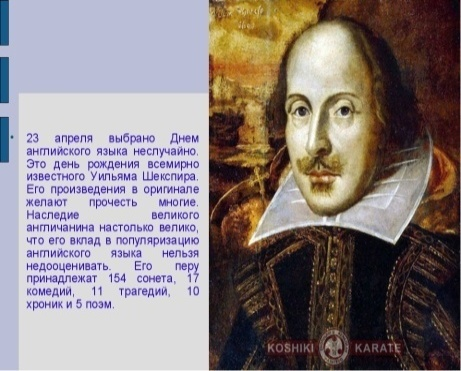 23 апреля выбрано Днем
английского языка неслучайно.
Это день рождения всемирно
известного Уильяма Шекспира.
Его произведения в оригинале
желают прочесть многие.
Наследие великого
англичанина настолько велико,
что его вклад в популяризацию
английского языка нельзя
недооценивать. Его перу
принадлежат 154 сонета, 17
комедий, 11 трагедий, 10
хроник и 5 поэм.
KOSHIKI KARATE